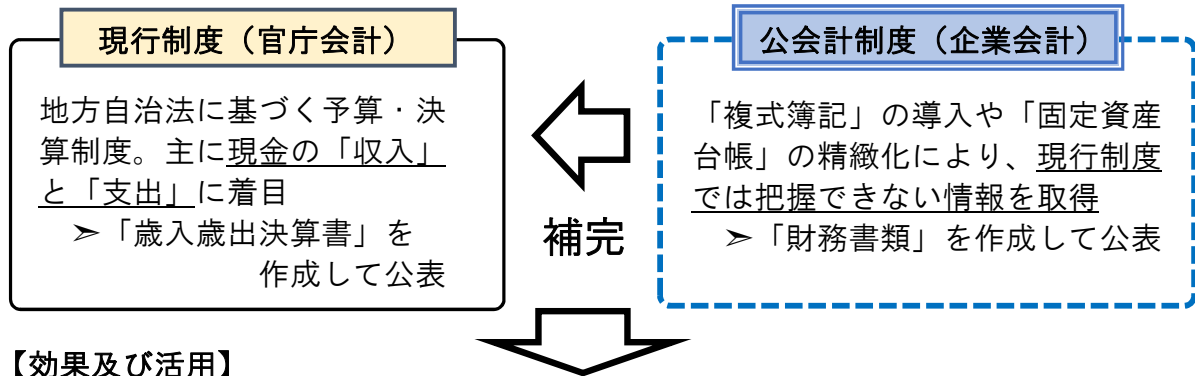 現行制度（官庁会計）
地方自治法に基づく予算・決
算制度。主に現金の「収入」
と「支出」に着目
➢「歳入歳出決算書」を
作成して公表
補完
公会計制度（企業会計）
「複式簿記」の導入や「固定資産
台帳」の精緻化により、現行制度
では把握できない情報を取得
➢「財務書類」を作成して公表
【効果及び活用】